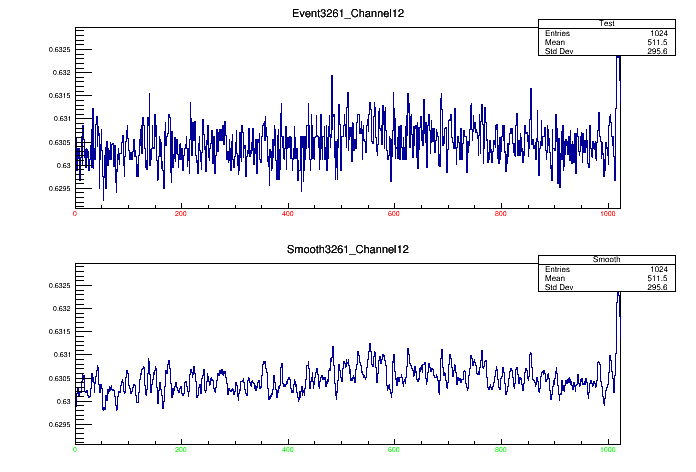 Event3261_Channel12
Test
Entries 1024
Mean 511.5
Std Dev 295.6
0.6325
0.632
0.6315
0.631
0.6305
0.63
0.6295
0 200 400 600 800 1000
Smooth3261_Channel12
Smooth
Entries 1024
Mean 511.5
Std Dev 295.6
0.6325
0.632
0.6315
0.631
0.6305
0.63
0.6295
0 200 400 600 800 1000